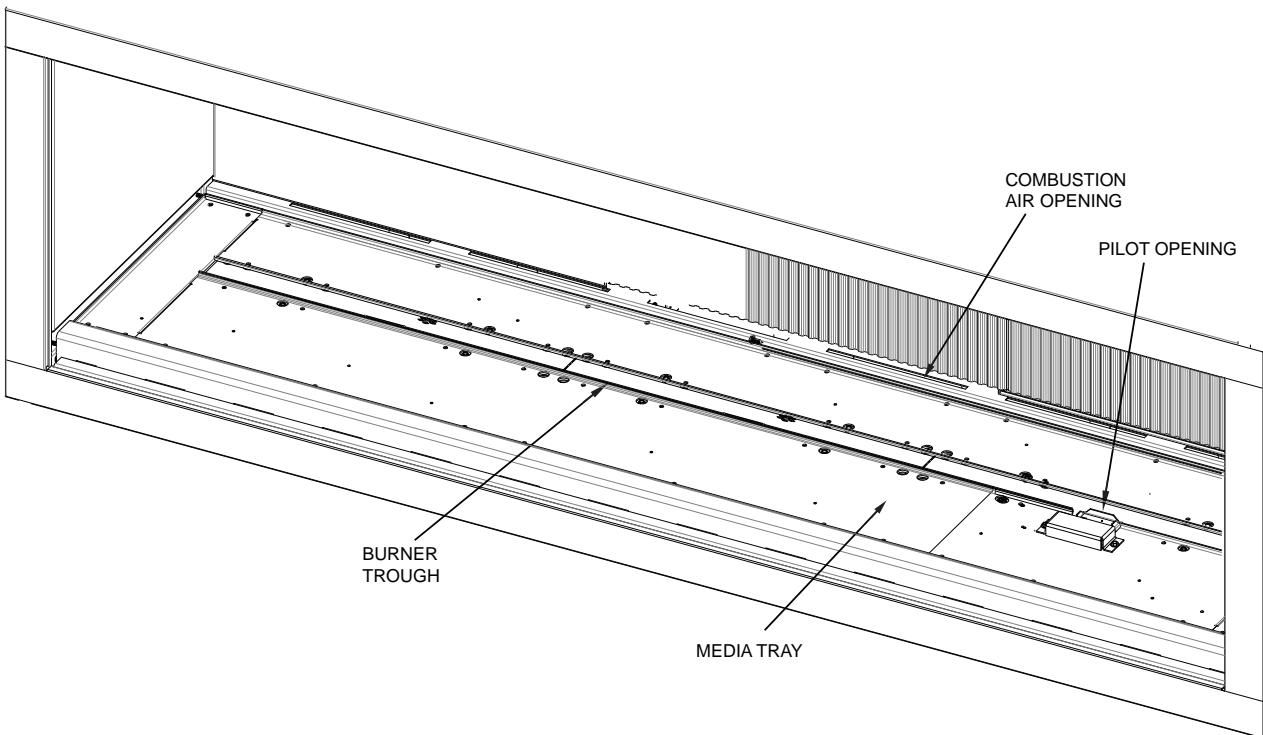 COMBUSTION
AIR OPENING
PILOT OPENING
BURNER
TROUGH
MEDIA TRAY